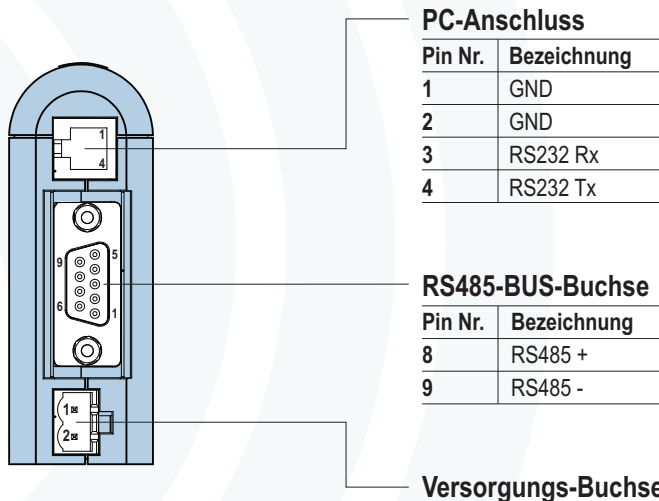 PC-Anschluss
Pin Nr. Bezeichnung
1 GND
2 GND
3 RS232 Rx
4 RS232 Tx
1
4
9
5
6
1
RS485-BUS-Buchse
Pin Nr. Bezeichnung
8 RS485 +
9 RS485 -
1
2
Versorgungs-Buchse